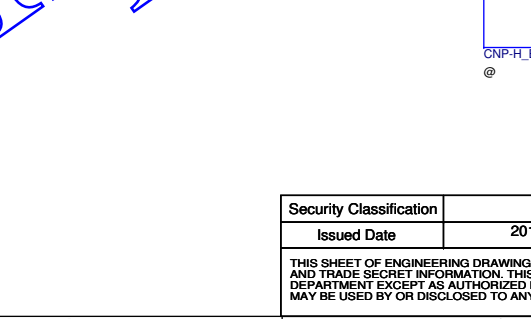 CNP-H_
@
Security Classification
Issued Date 201
THIS SHEET OF ENGINEERING DRAWING
AND TRADE SECRET INFORMATION. THIS
DEPARTMENT EXCEPT AS AUTHORIZED
MAY BE USED BY OR DISCLOSED TO ANY